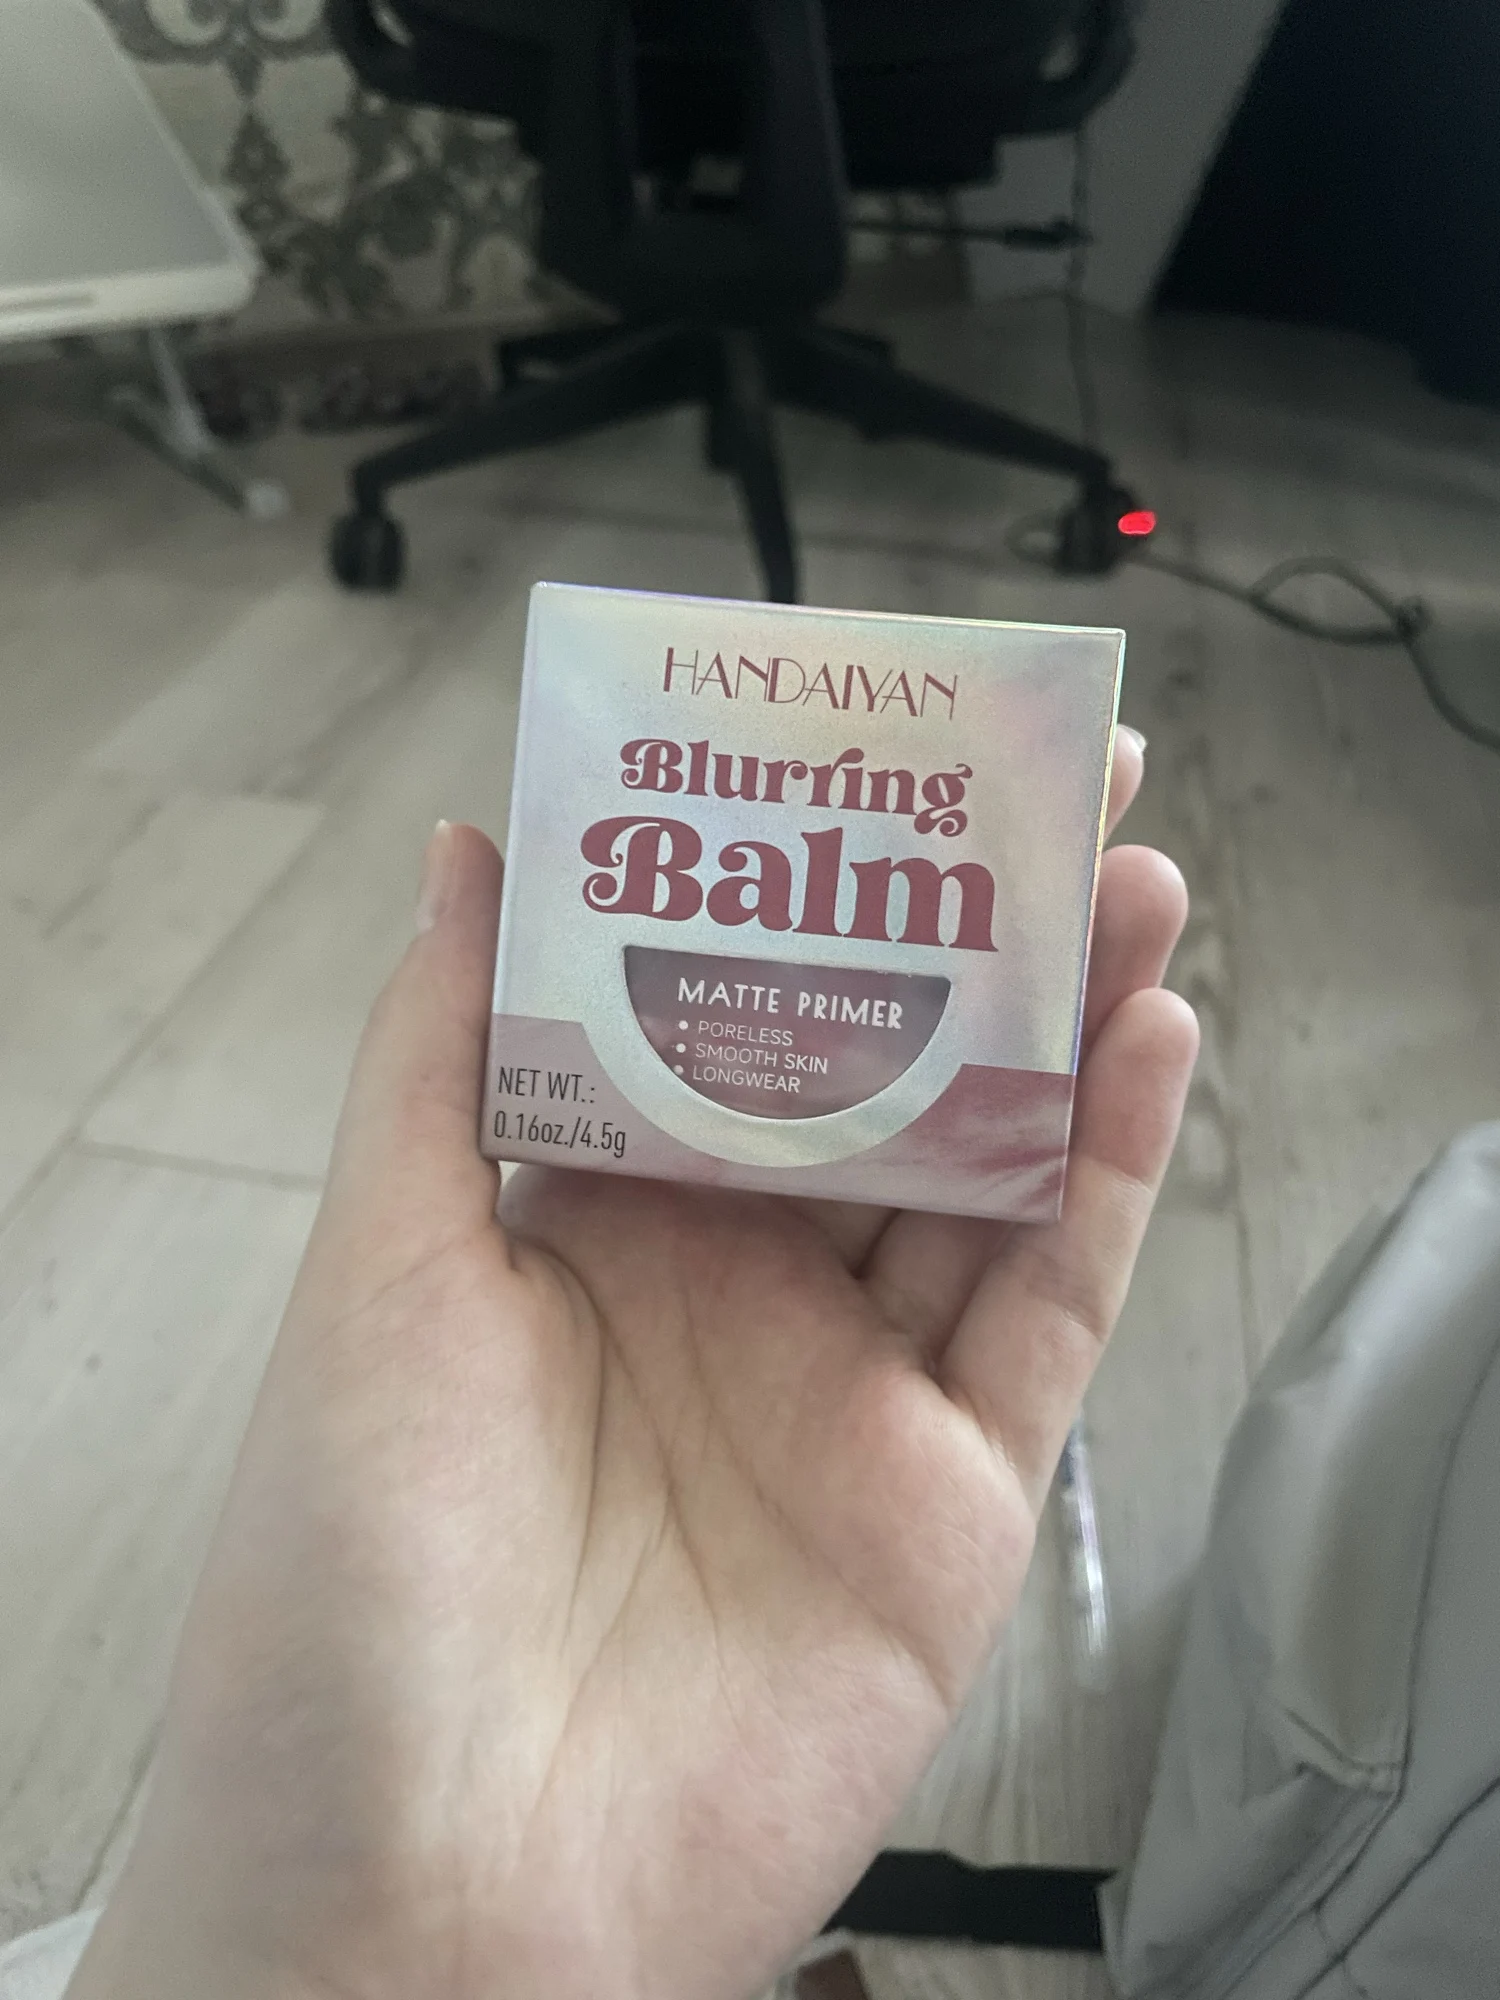 HANDAIYAN
Blurring
Balm
MATTE PRIMER
• PORELESS
• SMOOTH SKIN
• LONGWEAR
NET WT.:
0.16oz./4.5g